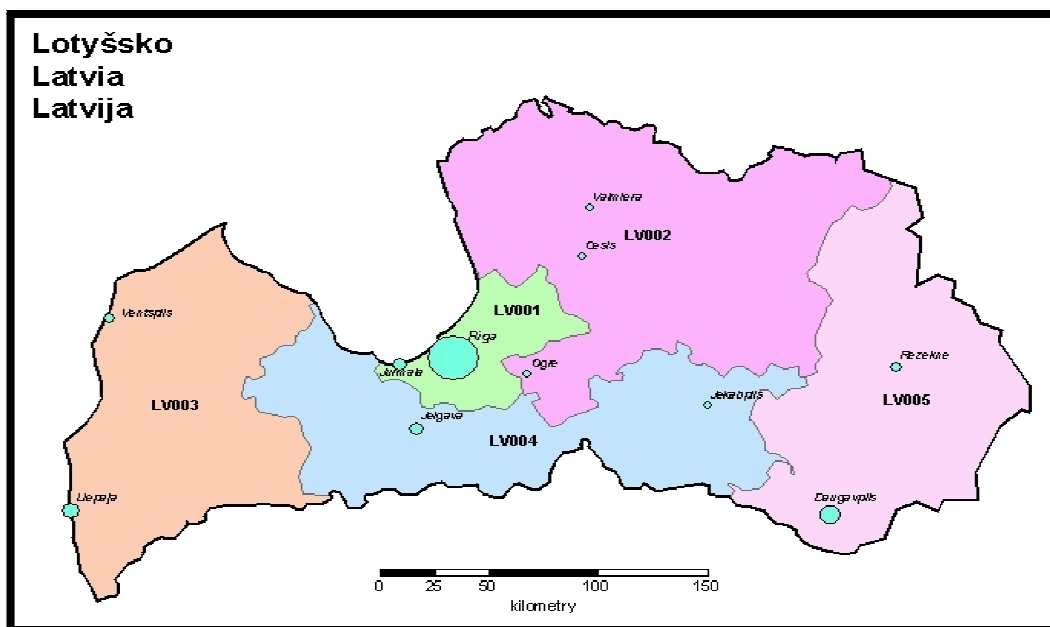 Lotyšsko
Latvia
Latvija
Valmiera
LV002
Cesis
LV001
Ventspils
Riga
Ogre
Rezekne
Jurmala
Jekabpils
LV005
LV003
Jelgava
LV004
Liepaja
Daugavpils
0 25 50 100 150
kilometry